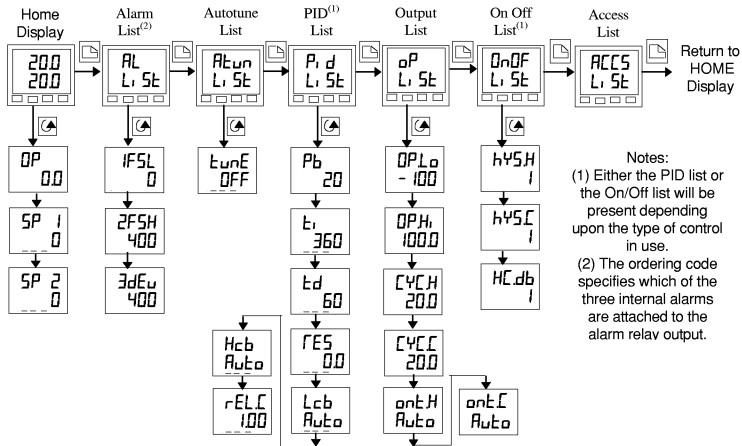 Home
Display
Alarm
List(2)
Autotune
List
PID(1)
List
Output
List
On Off
List(1)
Access
List
20.0
20.0
AL
LiSt
Atun
LiSt
Pid
LiSt
oP
LiSt
OnOF
LiSt
ACCS
LiSt
Return to
HOME
Display
OP
0.0
1FSL
0
tunE
OFF
Pb
20
OP.Lo
-100
hYS.H
1
SP 1
0
2FSH
400
ti
360
OP.Hi
100.0
hYS.C
1
SP 2
0
3dEv
400
td
60
CYC.H
20.0
HC.db
1
Hcb
Auto
rES
0.0
CYC.C
20.0
rEL.C
1.00
Lcb
Auto
ont.H
Auto
ont.C
Auto
Notes:
(1) Either the PID list or
the On/Off list will be
present depending
upon the type of control
in use.
(2) The ordering code
specifies which of the
three internal alarms
are attached to the
alarm relay output.